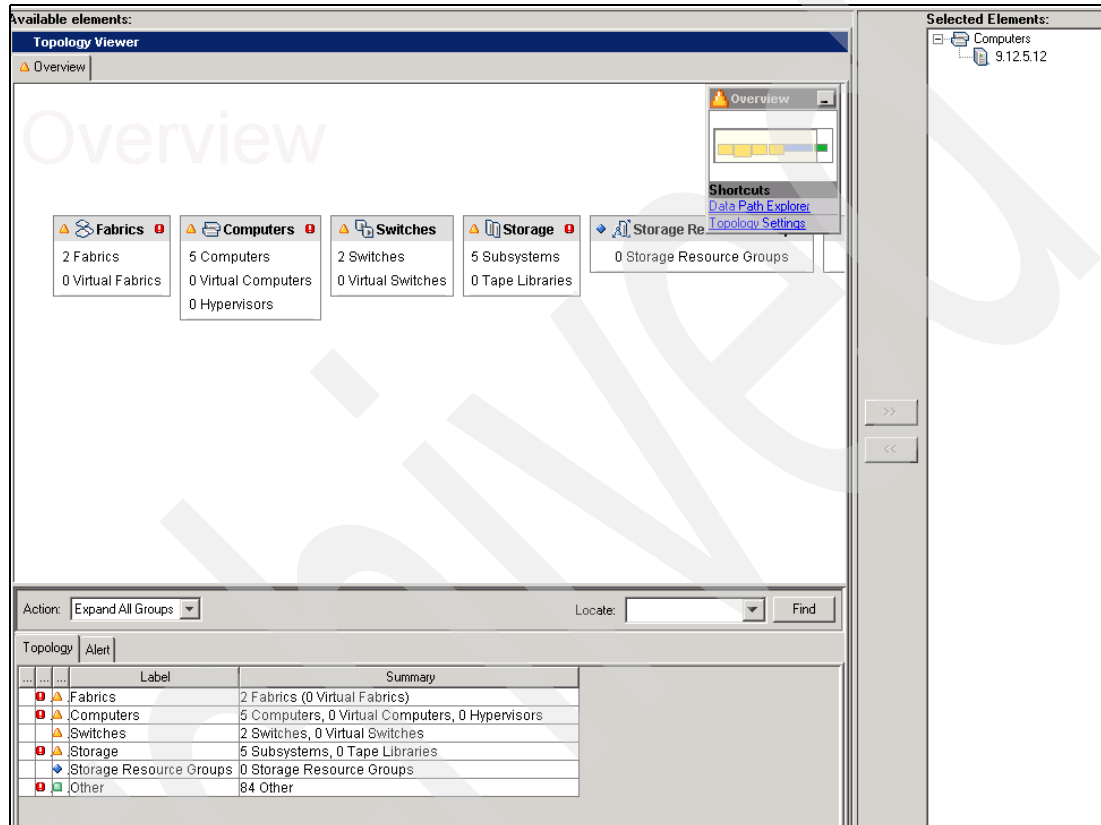 Available elements:
Selected Elements:
Topology Viewer
Computers
9.12.5.12
Overview
Overview
Overview
Shortcuts
Data Path Explorer
Topology Settings
Fabrics
2 Fabrics
0 Virtual Fabrics
Computers
5 Computers
0 Virtual Computers
0 Hypervisors
Switches
2 Switches
0 Virtual Switches
Storage
5 Subsystems
0 Tape Libraries
Storage Re
0 Storage Resource Groups
>>
<<
Action: Expand All Groups
Locate: Find
Topology Alert
... ... ... Label Summary
Fabrics 2 Fabrics (0 Virtual Fabrics)
Computers 5 Computers, 0 Virtual Computers, 0 Hypervisors
Switches 2 Switches, 0 Virtual Switches
Storage 5 Subsystems, 0 Tape Libraries
Storage Resource Groups 0 Storage Resource Groups
Other 84 Other